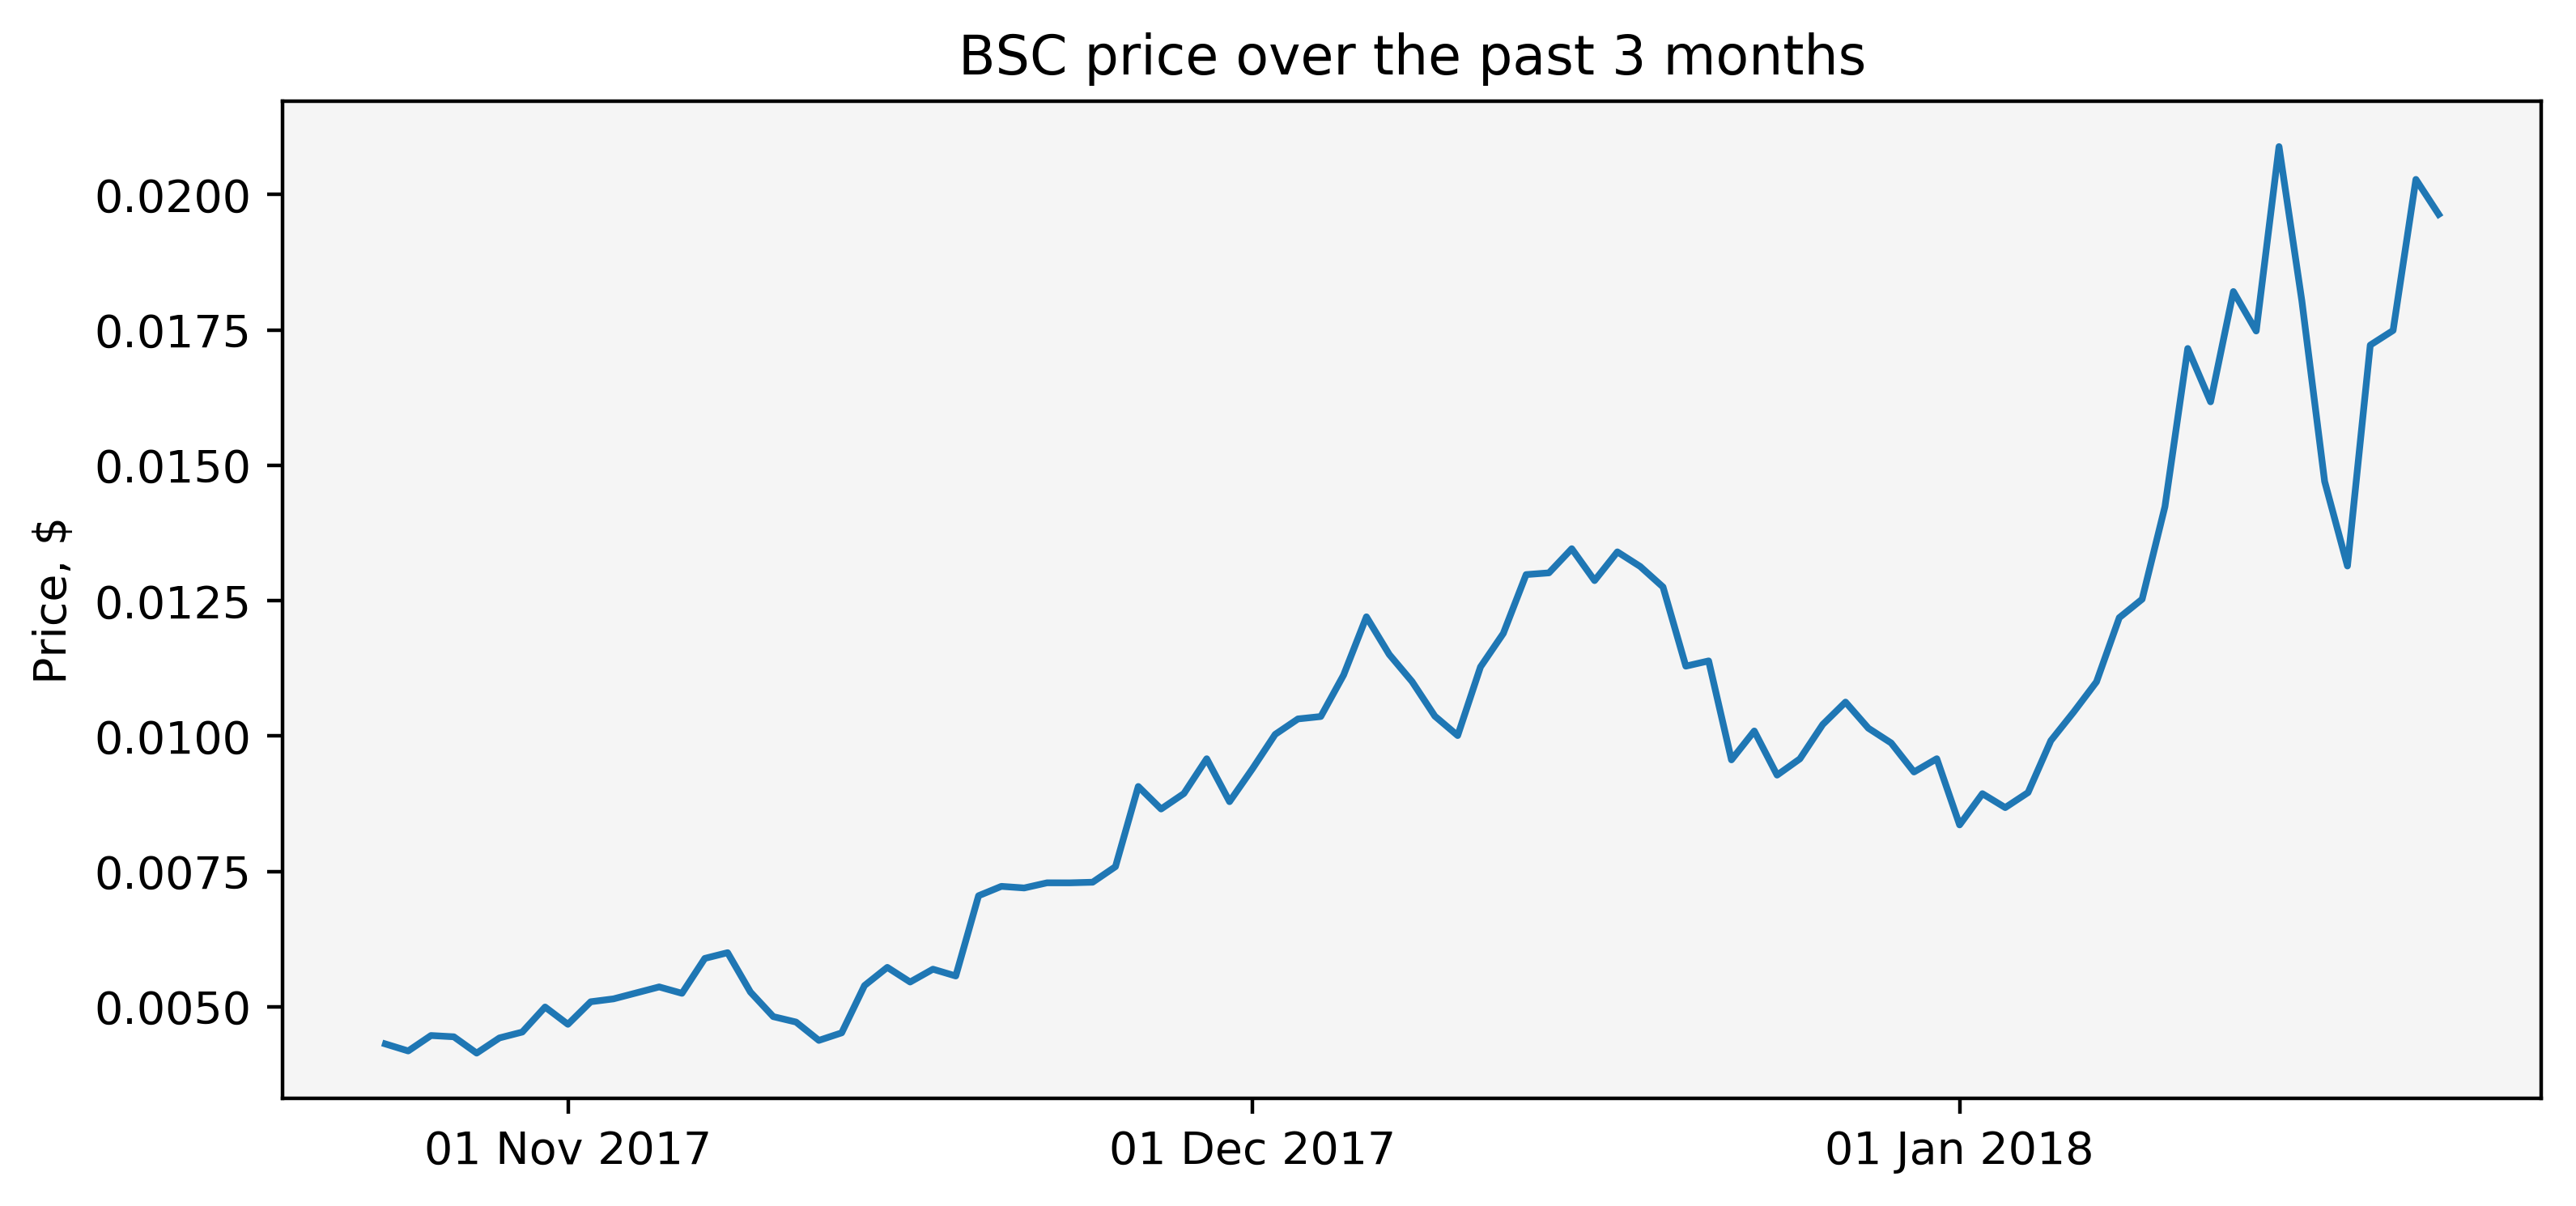 BSC price over the past 3 months
Price, $
0.0200
0.0175
0.0150
0.0125
0.0100
0.0075
0.0050
01 Nov 2017
01 Dec 2017
01 Jan 2018